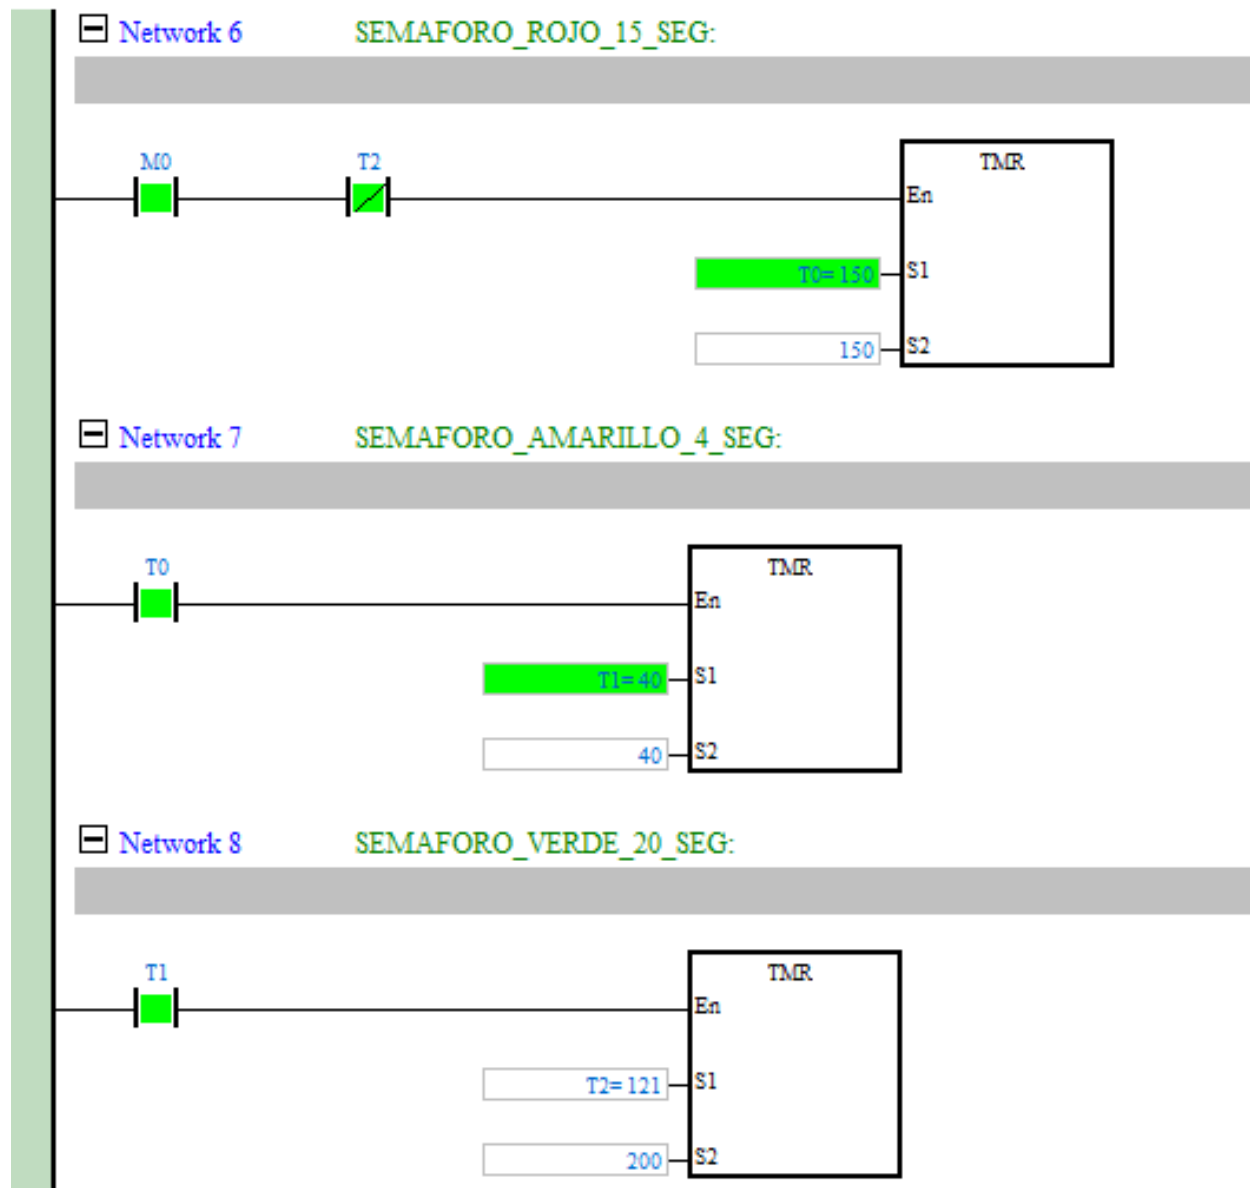 Network 6 SEMAFORO_ROJO_15_SEG:
M0 T2 TMR
En
T0= 150 S1
150 S2
Network 7 SEMAFORO_AMARILLO_4_SEG:
T0 TMR
En
T1= 40 S1
40 S2
Network 8 SEMAFORO_VERDE_20_SEG:
T1 TMR
En
T2= 121 S1
200 S2